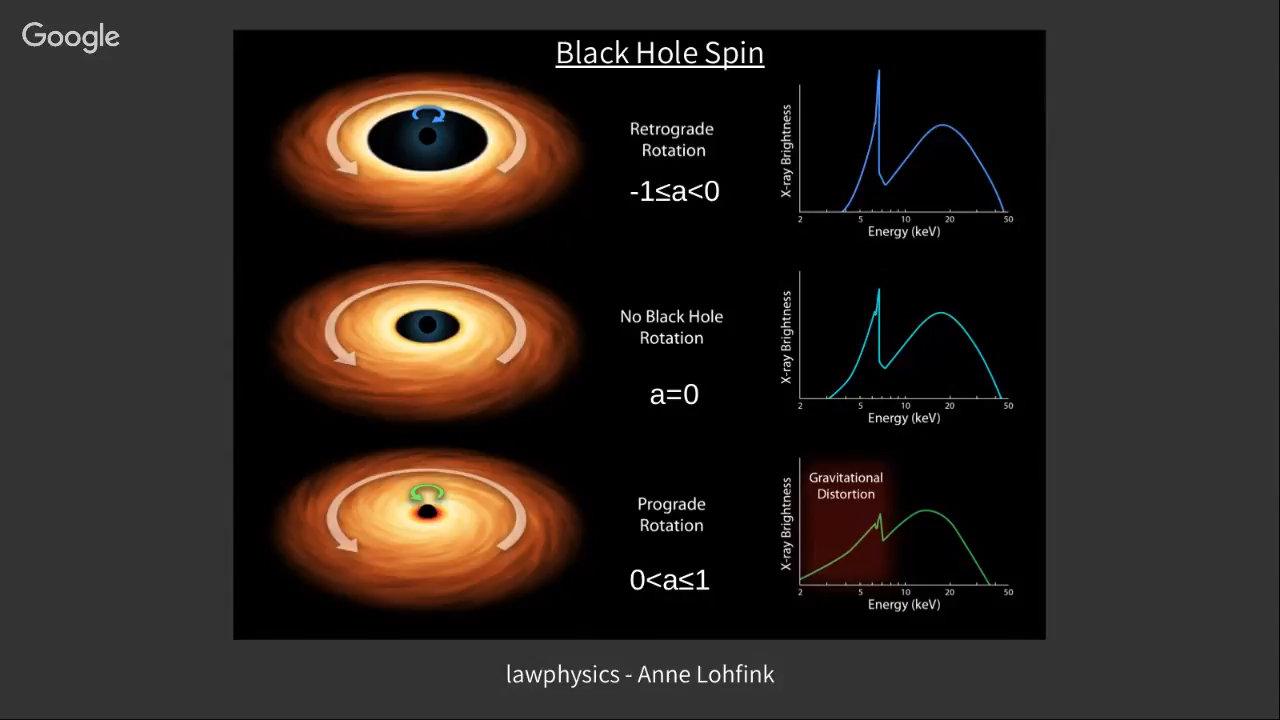 Google
Black Hole Spin
Retrograde
Rotation
-1≤a<0
X-ray Brightness
2 5 10 20 50
Energy (keV)
No Black Hole
Rotation
a=0
X-ray Brightness
2 5 10 20 50
Energy (keV)
Prograde
Rotation
0<a≤1
X-ray Brightness
Gravitational
Distortion
2 5 10 20 50
Energy (keV)
lawphysics - Anne Lohfink